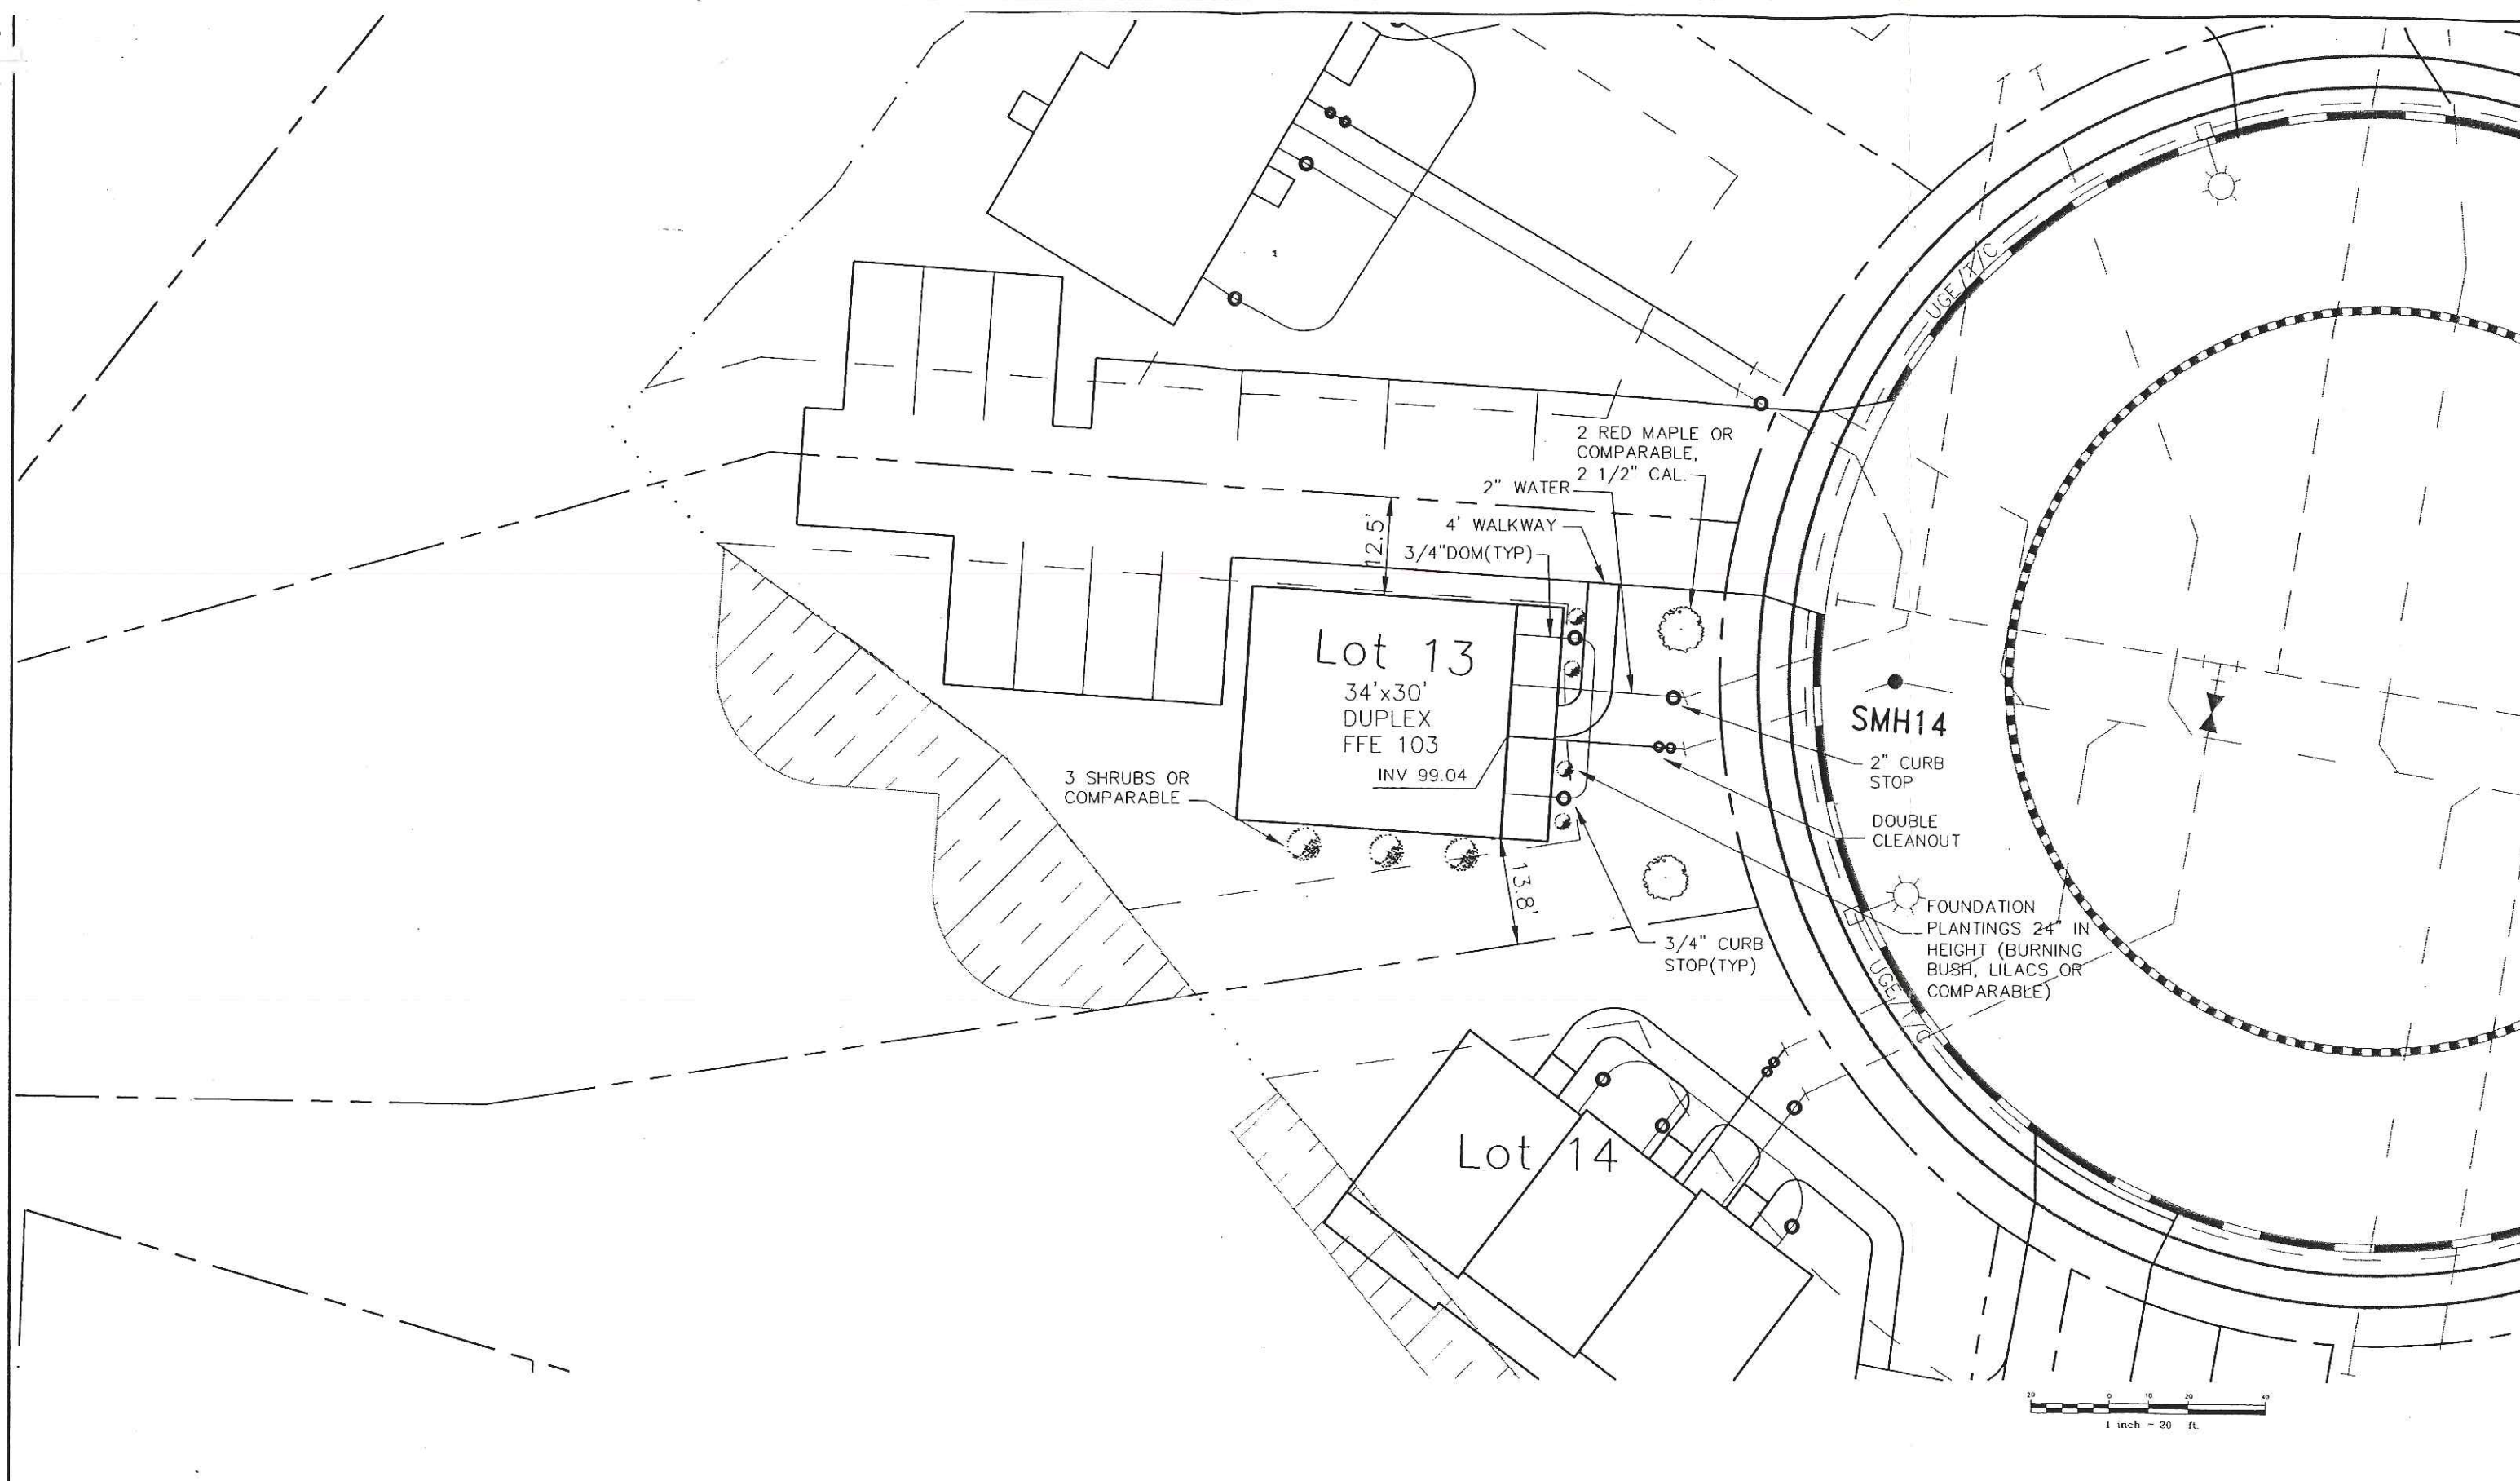 UGE/T/C
2 RED MAPLE OR
COMPARABLE,
2 1/2" CAL.
2" WATER
4' WALKWAY
3/4"DOM(TYP)
12.5'
Lot 13
34'x30'
DUPLEX
FFE 103
INV 99.04
SMH14
2" CURB
STOP
3 SHRUBS OR
COMPARABLE
DOUBLE
CLEANOUT
13.8'
FOUNDATION
PLANTINGS 24" IN
HEIGHT (BURNING
BUSH, LILACS OR
COMPARABLE)
3/4" CURB
STOP(TYP)
UGE/T/C
Lot 14
20 0 10 20 40
1 inch = 20 ft.